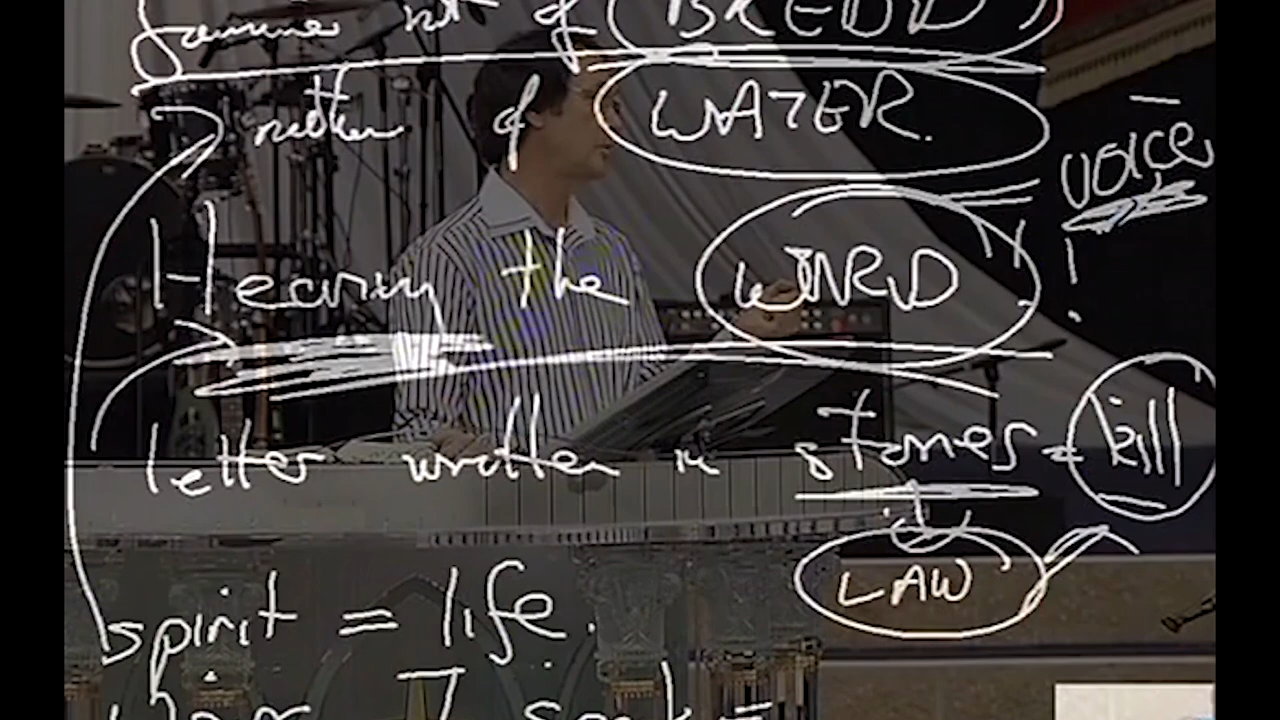 famine not of BREAD
neither of WATER.
voice
Hearing the WORD
letter written in stones = kill
LAW
spirit = life.